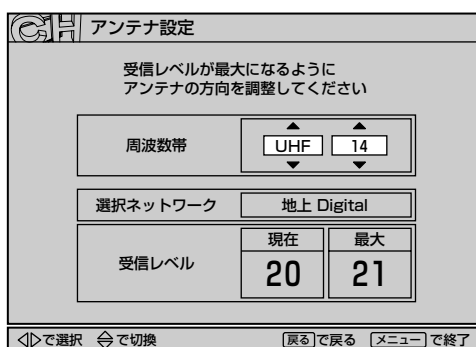 CH アンテナ設定
受信レベルが最大になるように
アンテナの方向を調整してください
周波数帯 UHF 14
選択ネットワーク 地上 Digital
現在 最大
受信レベル 20 21
で選択 で切換 戻るで戻る メニューで終了